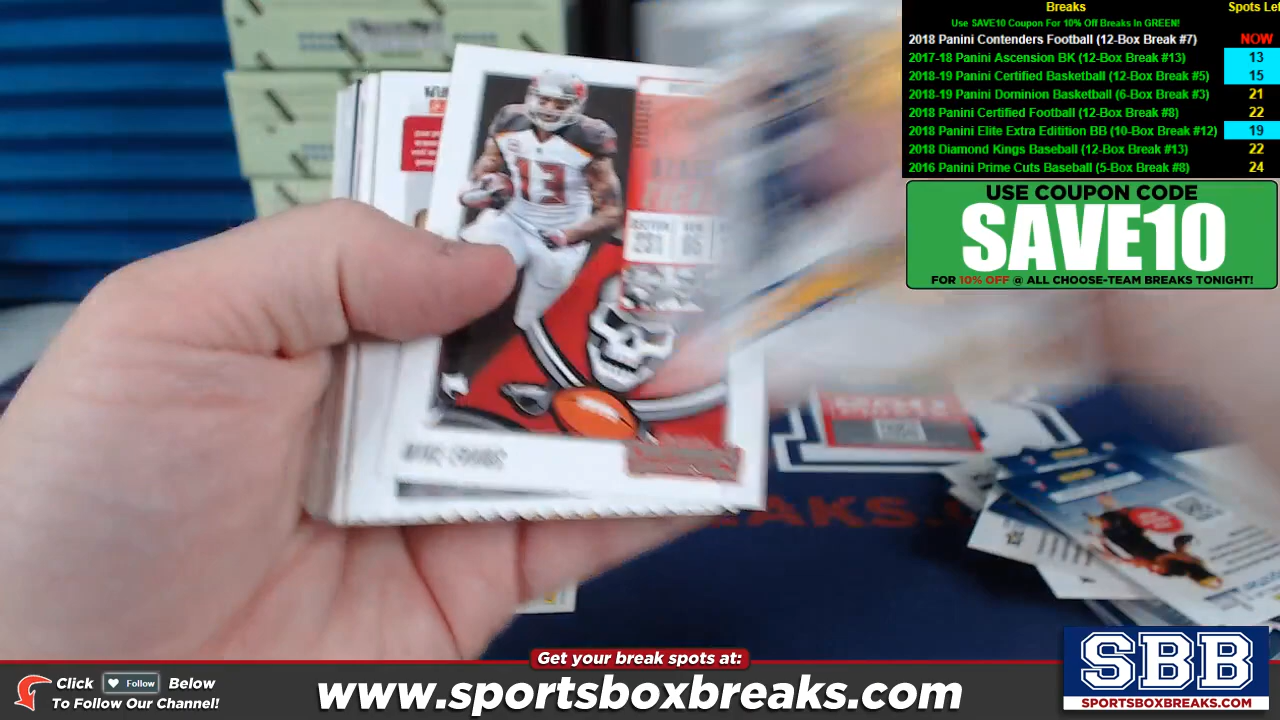 Breaks Spots Lef
Use SAVE10 Coupon For 10% Off Breaks In GREEN!
2018 Panini Contenders Football (12-Box Break #7) NOW
2017-18 Panini Ascension BK (12-Box Break #13) 13
2018-19 Panini Certified Basketball (12-Box Break #5) 15
2018-19 Panini Dominion Basketball (6-Box Break #3) 21
2018 Panini Certified Football (12-Box Break #8) 22
2018 Panini Elite Extra Edition BB (10-Box Break #12) 19
2018 Diamond Kings Baseball (12-Box Break #13) 22
2016 Panini Prime Cuts Baseball (5-Box Break #8) 24
USE COUPON CODE
SAVE10
FOR 10% OFF @ ALL CHOOSE-TEAM BREAKS TONIGHT!
13
MIKE EVANS
Get your break spots at:
Click Follow Below
To Follow Our Channel!
www.sportsboxbreaks.com
SBB
SPORTSBOXBREAKS.COM